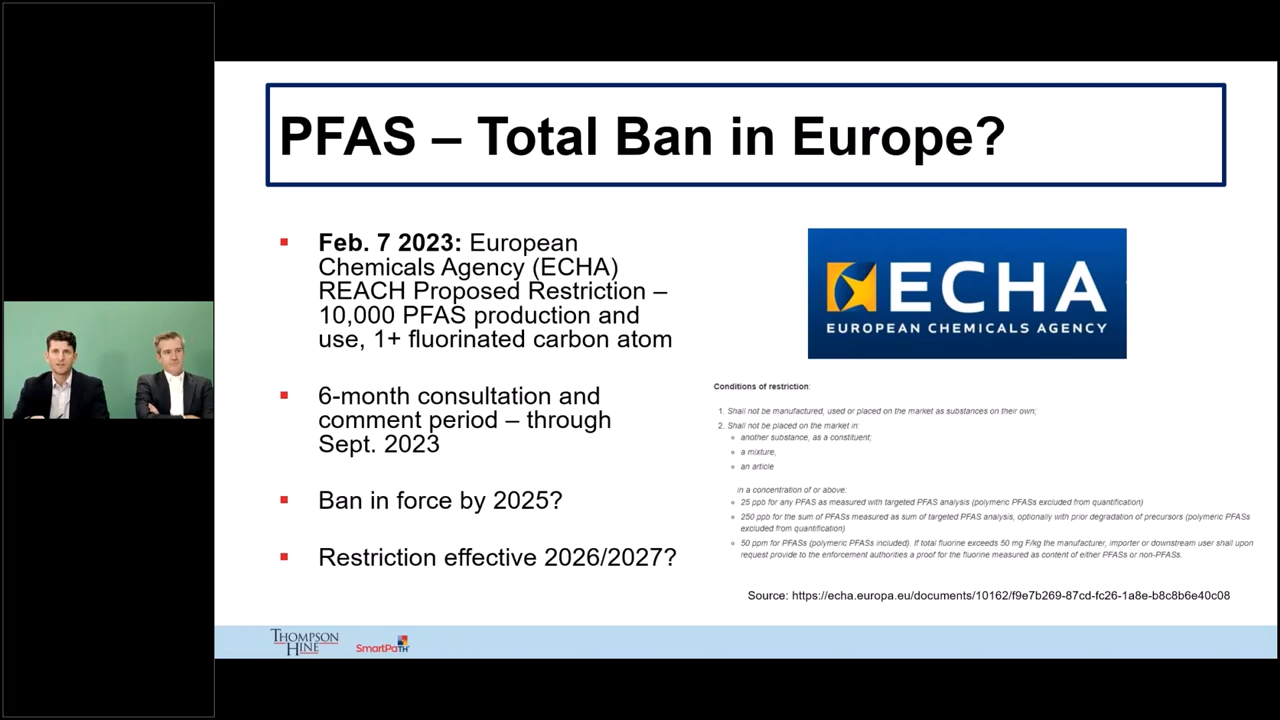 PFAS – Total Ban in Europe?
Feb. 7 2023: European
Chemicals Agency (ECHA)
REACH Proposed Restriction –
10,000 PFAS production and
use, 1+ fluorinated carbon atom
6-month consultation and
comment period – through
Sept. 2023
Ban in force by 2025?
Restriction effective 2026/2027?
ECHA
EUROPEAN CHEMICALS AGENCY
Conditions of restriction:
1. Shall not be manufactured, used or placed on the market as substances on their own;
2. Shall not be placed on the market in:
another substance, as a constituent;
a mixture,
an article
in a concentration of or above:
25 ppb for any PFAS as measured with targeted PFAS analysis (polymeric PFASs excluded from quantification)
250 ppb for the sum of PFASs measured as sum of targeted PFAS analysis, optionally with prior degradation of precursors (polymeric PFASs
excluded from quantification)
50 ppm for PFASs (polymeric PFASs included). If total fluorine exceeds 50 mg F/kg the manufacturer, importer or downstream user shall upon
request provide to the enforcement authorities a proof for the fluorine measured as content of either PFASs or non-PFASs.
Source: https://echa.europa.eu/documents/10162/f9e7b269-87cd-fc26-1a8e-b8c8b6e40c08
THOMPSON
HINE
SmartPaTH